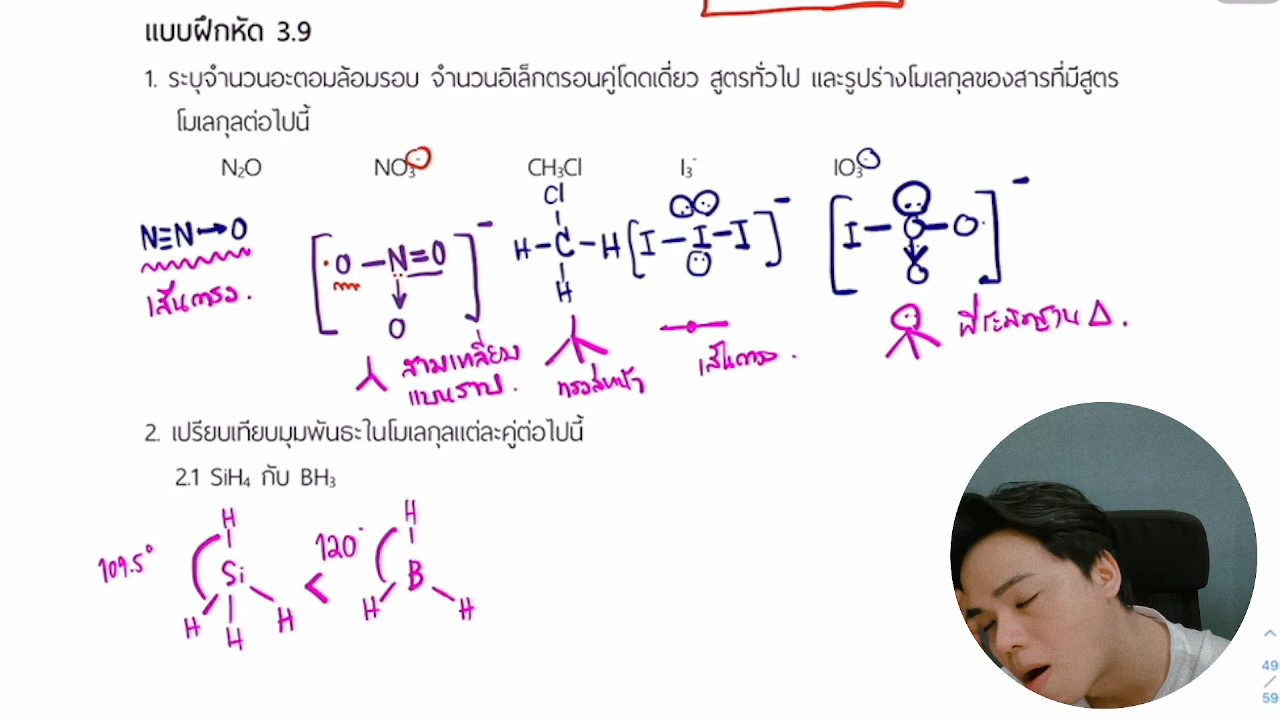 แบบฝึกหัด 3.9
1. ระบุจำนวนอะตอมล้อมรอบ จำนวนอิเล็กตรอนคู่โดดเดี่ยว สูตรทั่วไป และรูปร่างโมเลกุลของสารที่มีสูตร
โมเลกุลต่อไปนี้
N₂O NO₃⁻ CH₃Cl I₃⁻ IO₃⁻
N≡N→O
เส้นตรง.
[O–N=O]⁻
O
สามเหลี่ยม
แบนราบ.
Cl
H–C–H
H
ทรงสี่หน้า
[I–I–I]⁻
เส้นตรง.
[I–O–O]⁻
O
พีระมิดฐาน Δ.
2. เปรียบเทียบมุมพันธะในโมเลกุลแต่ละคู่ต่อไปนี้
2.1 SiH₄ กับ BH₃
109.5°
H
Si
H H H
<
120°
H
B
H H
49
/
59